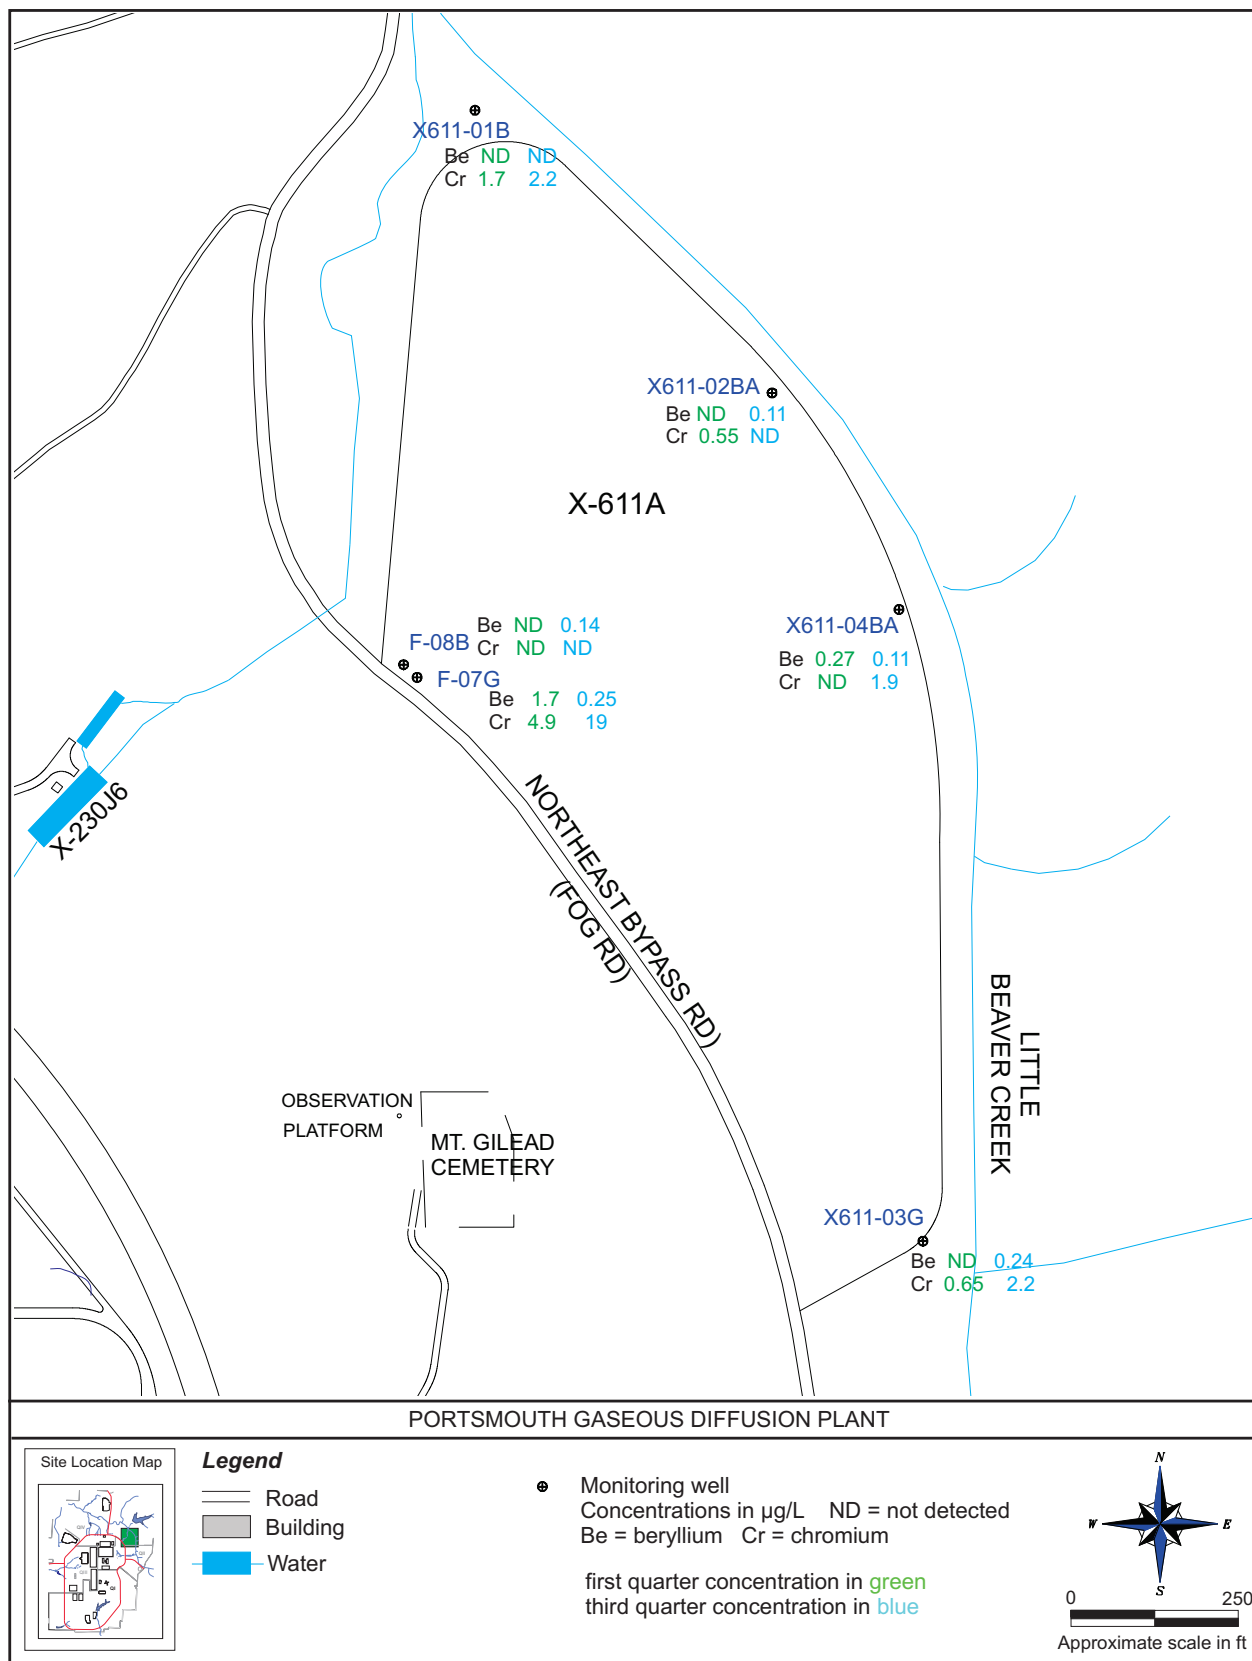 X611-01B
Be ND ND
Cr 1.7 2.2
X611-02BA
Be ND 0.11
Cr 0.55 ND
X-611A
F-08B
Be ND 0.14
Cr ND ND
X611-04BA
Be 0.27 0.11
Cr ND 1.9
F-07G
Be 1.7 0.25
Cr 4.9 19
X-230J6
NORTHEAST BYPASS RD)
(FOG RD)
LITTLE
BEAVER CREEK
OBSERVATION
PLATFORM
MT. GILEAD
CEMETERY
X611-03G
Be ND 0.24
Cr 0.65 2.2
PORTSMOUTH GASEOUS DIFFUSION PLANT
Site Location Map
Legend
Road
Building
Water
Monitoring well
Concentrations in µg/L ND = not detected
Be = beryllium Cr = chromium
first quarter concentration in green
third quarter concentration in blue
N
W E
S
0 250
Approximate scale in ft